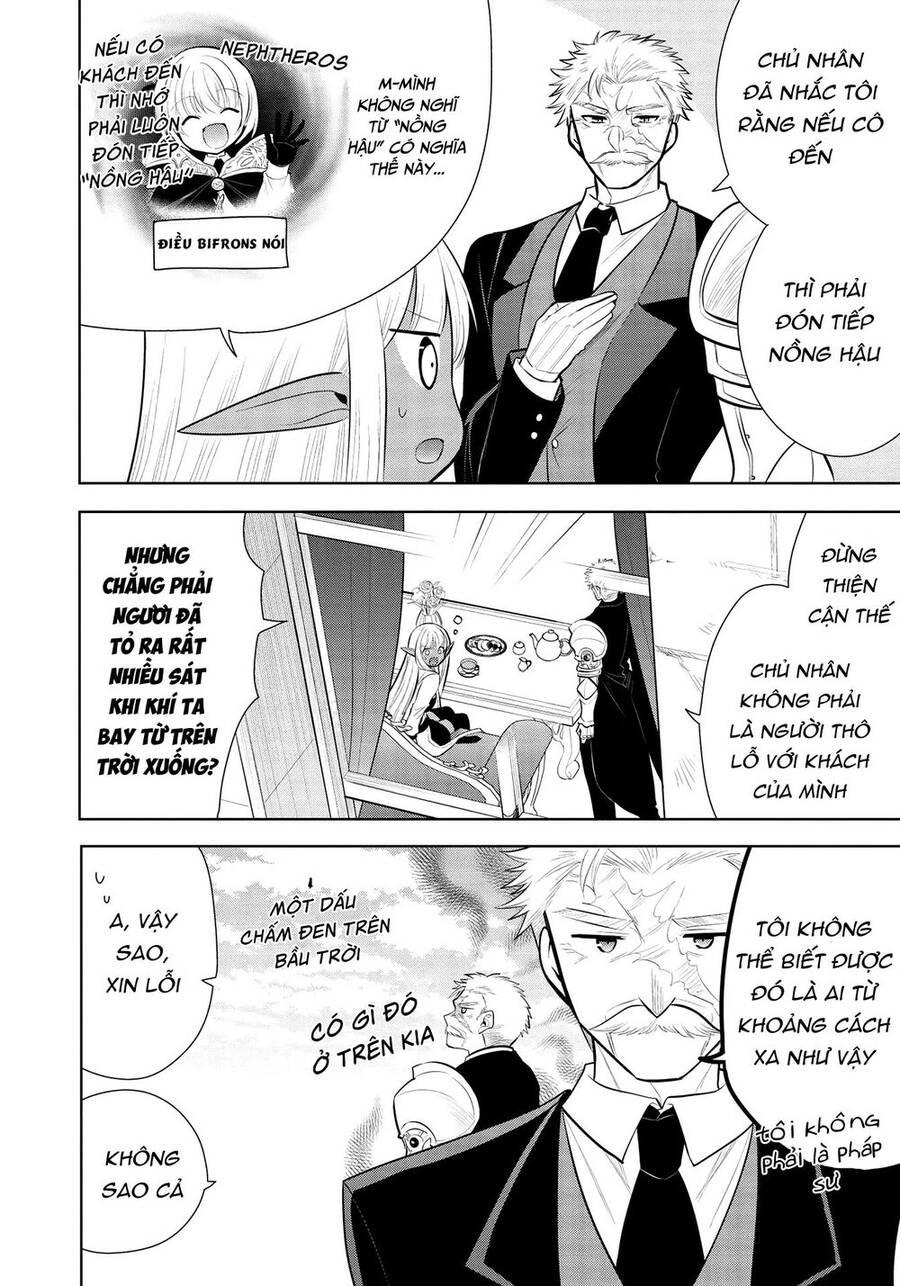 CHỦ NHÂN
ĐÃ NHẮC TÔI
RẰNG NẾU CÔ
ĐẾN
THÌ PHẢI
ĐÓN TIẾP
NỒNG HẬU
M-MÌNH
KHÔNG NGHĨ
TỪ “NỒNG
HẬU” CÓ NGHĨA
THẾ NÀY...
NEPHTHEROS
NẾU CÓ
KHÁCH ĐẾN
THÌ NHỚ
PHẢI LUÔN
ĐÓN TIẾP
“NỒNG HẬU”
ĐIỀU BIFRONS NÓI
ĐỪNG
THIỆN
CẬN THẾ
CHỦ NHÂN
KHÔNG PHẢI
LÀ NGƯỜI THÔ
LỖ VỚI KHÁCH
CỦA MÌNH
NHƯNG
CHẲNG PHẢI
NGƯỜI ĐÃ
TỎ RA RẤT
NHIỀU SÁT
KHI KHÍ TA
BAY TỪ TRÊN
TRỜI XUỐNG?
TÔI KHÔNG
THỂ BIẾT ĐƯỢC
ĐÓ LÀ AI TỪ
KHOẢNG CÁCH
XA NHƯ VẬY
tôi không
phải là pháp
sư
MỘT DẤU
CHẤM ĐEN TRÊN
BẦU TRỜI
CÓ GÌ ĐÓ
Ở TRÊN KIA
A, VẬY
SAO,
XIN LỖI
KHÔNG
SAO CẢ